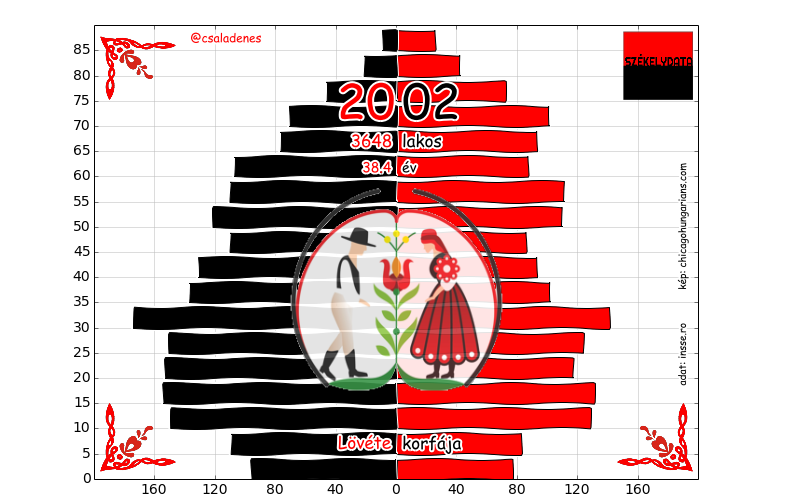 @csaladenes
SZÉKELYDATA
2002
3648 lakos
38.4 év
kép: chicagohungarians.com
adat: insse.ro
Lövéte korfája
85
80
75
70
65
60
55
50
45
40
35
30
25
20
15
10
5
0
160 120 80 40 0 40 80 120 160